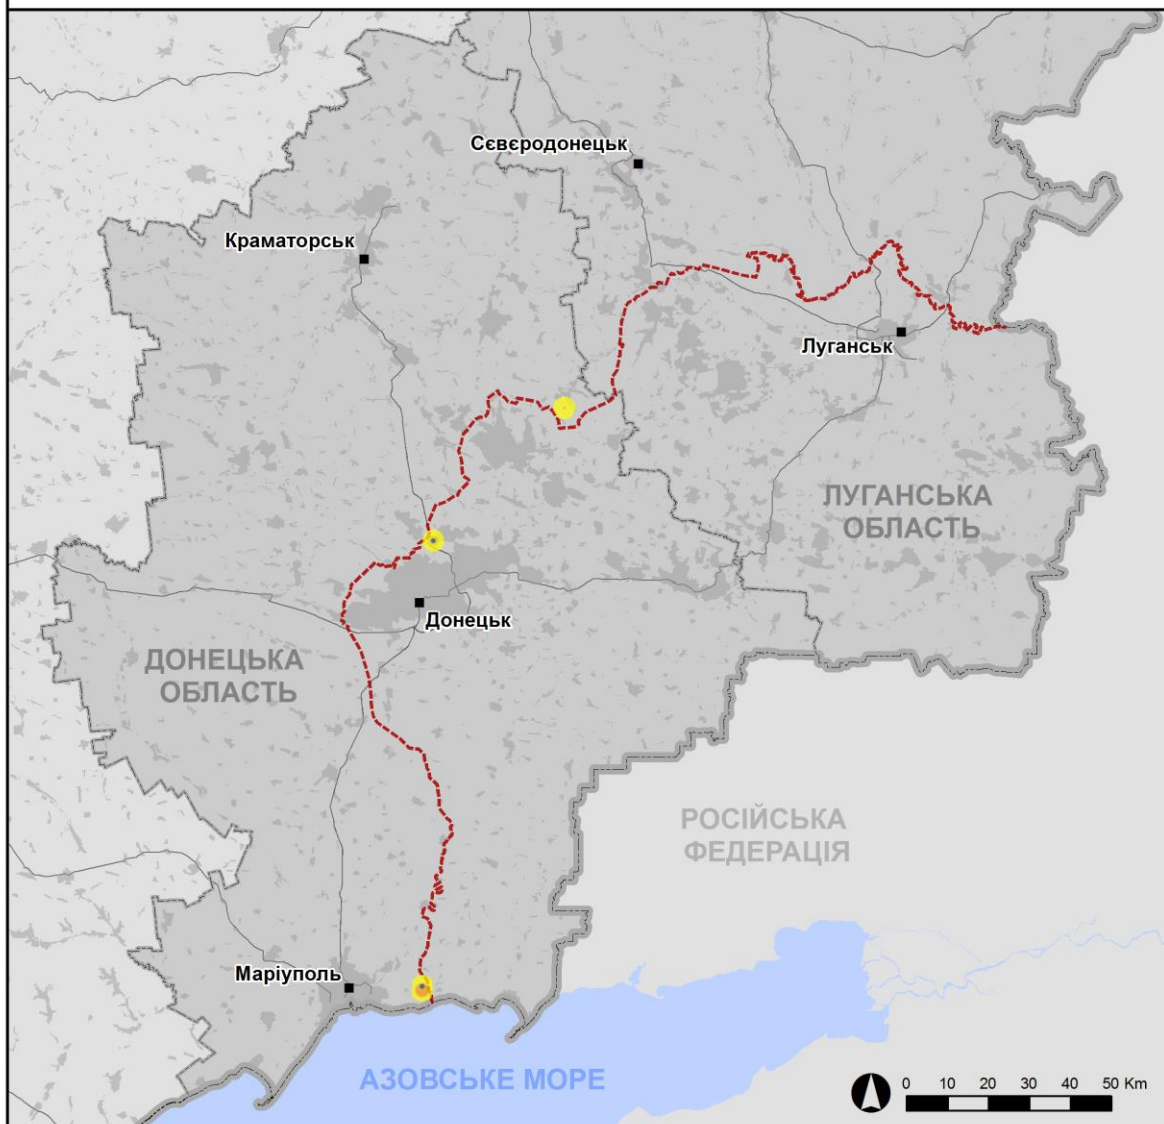 Сєвєродонецьк
Краматорськ
Луганськ
ЛУГАНСЬКА
ОБЛАСТЬ
Донецьк
ДОНЕЦЬКА
ОБЛАСТЬ
РОСІЙСЬКА
ФЕДЕРАЦІЯ
Маріуполь
АЗОВСЬКЕ МОРЕ
0 10 20 30 40 50 Km